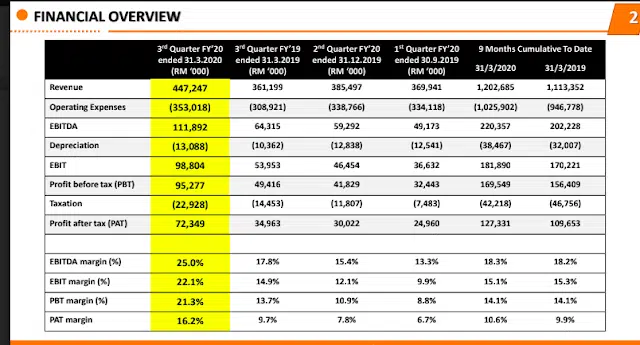 FINANCIAL OVERVIEW
2
3rd Quarter FY'20 3rd Quarter FY'19 2nd Quarter FY'20 1st Quarter FY'20 9 Months Cumulative To Date
ended 31.3.2020 ended 31.3.2019 ended 31.12.2019 ended 30.9.2019 31/3/2020 31/3/2019
(RM '000) (RM '000) (RM '000) (RM '000)
Revenue 447,247 361,199 385,497 369,941 1,202,685 1,113,352
Operating Expenses (353,018) (308,921) (338,766) (334,118) (1,025,902) (946,778)
EBITDA 111,892 64,315 59,292 49,173 220,357 202,228
Depreciation (13,088) (10,362) (12,838) (12,541) (38,467) (32,007)
EBIT 98,804 53,953 46,454 36,632 181,890 170,221
Profit before tax (PBT) 95,277 49,416 41,829 32,443 169,549 156,409
Taxation (22,928) (14,453) (11,807) (7,483) (42,218) (46,756)
Profit after tax (PAT) 72,349 34,963 30,022 24,960 127,331 109,653
EBITDA margin (%) 25.0% 17.8% 15.4% 13.3% 18.3% 18.2%
EBIT margin (%) 22.1% 14.9% 12.1% 9.9% 15.1% 15.3%
PBT margin (%) 21.3% 13.7% 10.9% 8.8% 14.1% 14.1%
PAT margin 16.2% 9.7% 7.8% 6.7% 10.6% 9.9%